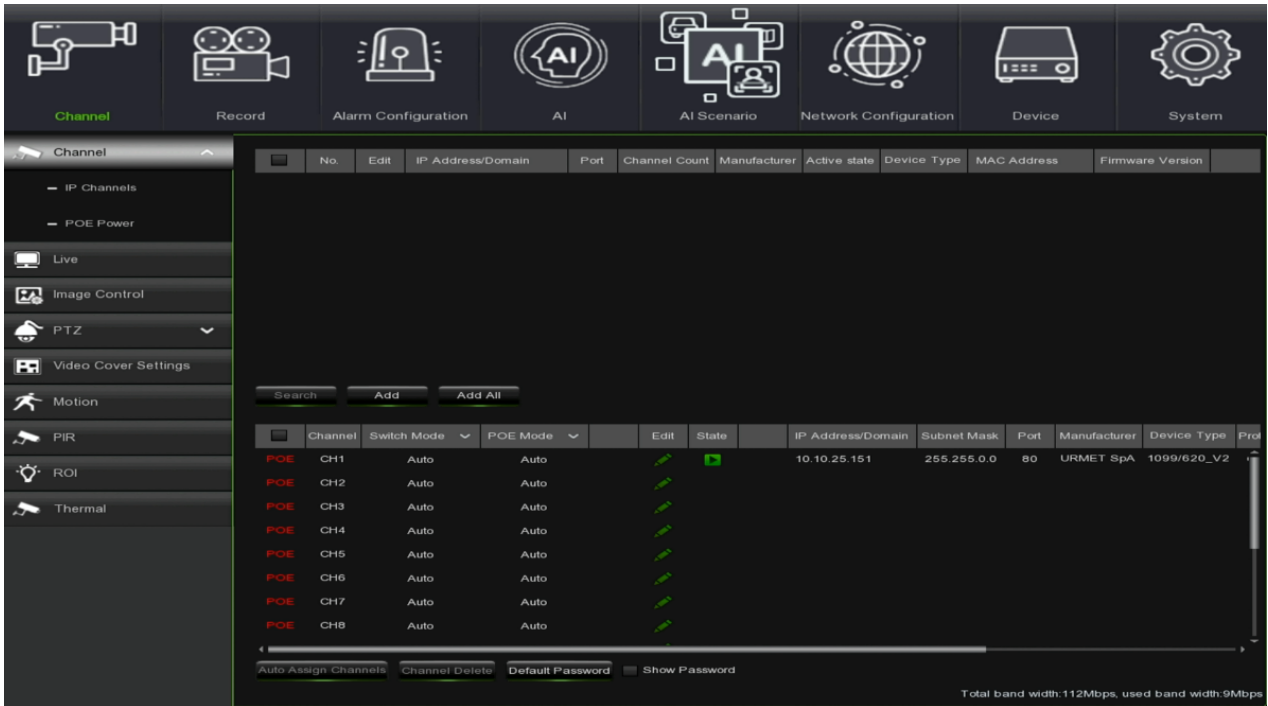 AI
AI
Channel Record Alarm Configuration AI AI Scenario Network Configuration Device System
Channel
IP Channels
POE Power
Live
Image Control
PTZ
Video Cover Settings
Motion
PIR
ROI
Thermal
No. Edit IP Address/Domain Port Channel Count Manufacturer Active state Device Type MAC Address Firmware Version
Search Add Add All
Channel Switch Mode POE Mode Edit State IP Address/Domain Subnet Mask Port Manufacturer Device Type
POE CH1 Auto Auto 10.10.25.151 255.255.0.0 80 URMET SpA 1099/620_V2
POE CH2 Auto Auto
POE CH3 Auto Auto
POE CH4 Auto Auto
POE CH5 Auto Auto
POE CH6 Auto Auto
POE CH7 Auto Auto
POE CH8 Auto Auto
Auto Assign Channels Channel Delete Default Password Show Password
Total band width:112Mbps, used band width:9Mbps